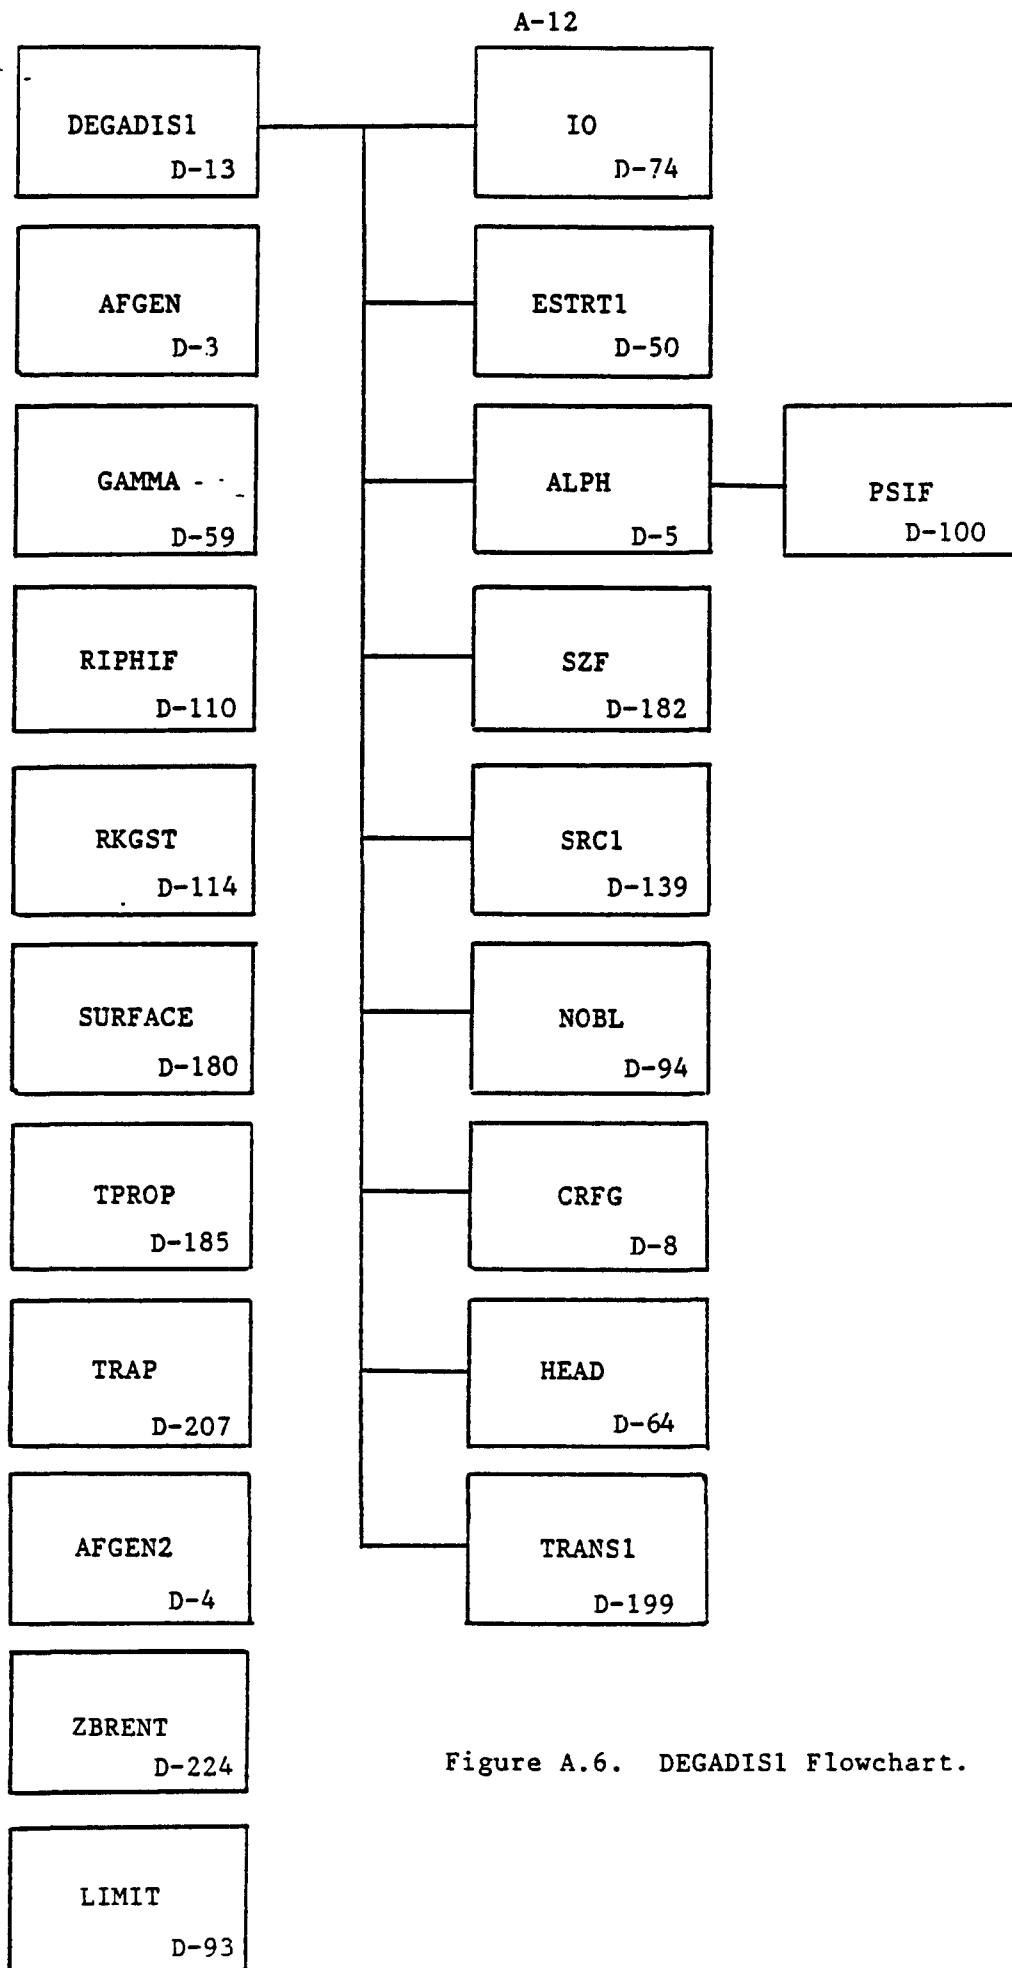 A-12
DEGADIS1
D-13
IO
D-74
AFGEN
D-3
ESTRT1
D-50
GAMMA
D-59
ALPH
D-5
PSIF
D-100
RIPHIF
D-110
SZF
D-182
RKGST
D-114
SRC1
D-139
SURFACE
D-180
NOBL
D-94
TPROP
D-185
CRFG
D-8
TRAP
D-207
HEAD
D-64
AFGEN2
D-4
TRANS1
D-199
ZBRENT
D-224
Figure A.6. DEGADIS1 Flowchart.
LIMIT
D-93